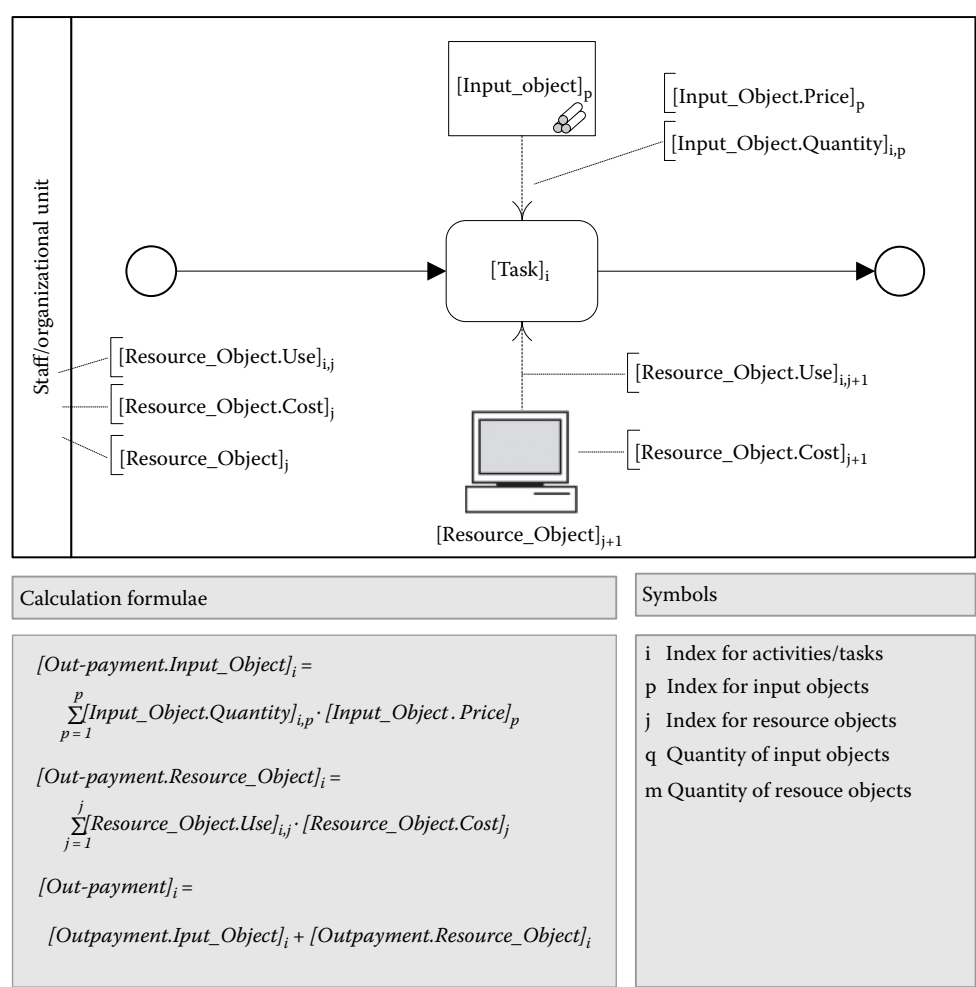 Staff/organizational unit
[Input_object]p
[Input_Object.Price]p
[Input_Object.Quantity]i,p
[Task]i
[Resource_Object.Use]i,j
[Resource_Object.Cost]j
[Resource_Object]j
[Resource_Object.Use]i,j+1
[Resource_Object.Cost]j+1
[Resource_Object]j+1
Calculation formulae
[Out-payment.Input_Object]i =
p
∑[Input_Object.Quantity]i,p · [Input_Object . Price]p
p = 1
[Out-payment.Resource_Object]i =
j
∑[Resource_Object.Use]i,j · [Resource_Object.Cost]j
j = 1
[Out-payment]i =
[Outpayment.Iput_Object]i + [Outpayment.Resource_Object]i
Symbols
i Index for activities/tasks
p Index for input objects
j Index for resource objects
q Quantity of input objects
m Quantity of resouce objects